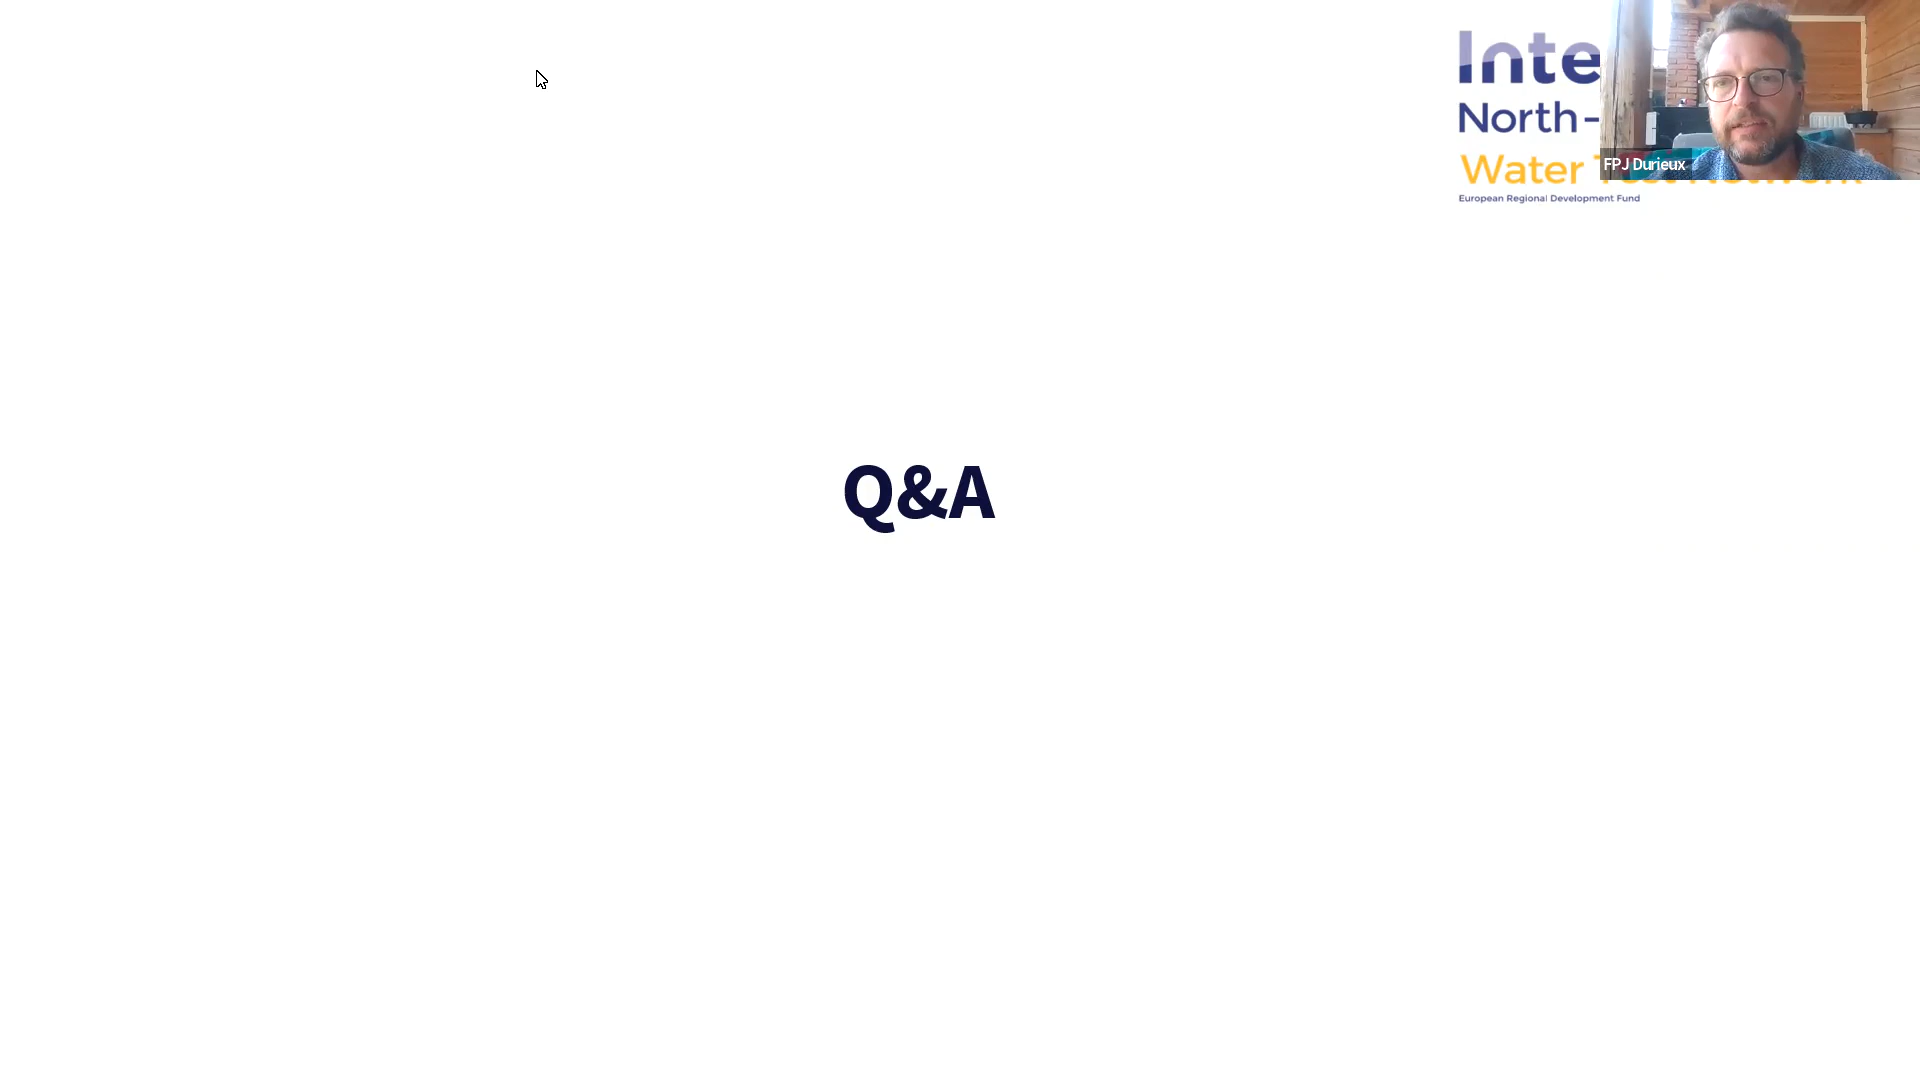 Inte
North-
Water
European Regional Development Fund
FPJ Durieux
Q&A